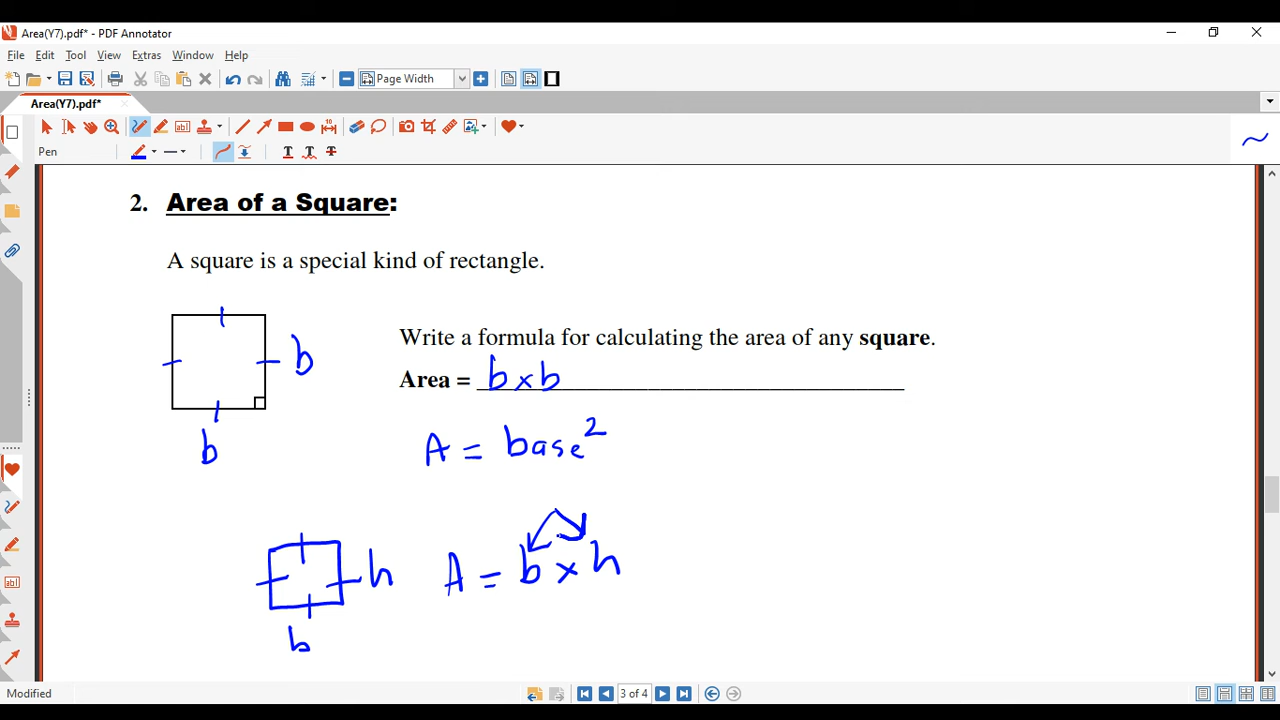 Area(Y7).pdf* - PDF Annotator
File Edit Tool View Extras Window Help
Page Width
Area(Y7).pdf*
10
Pen
T T T
2. Area of a Square:
A square is a special kind of rectangle.
b
Write a formula for calculating the area of any square.
Area = b×b
b
A = base²
h
A = b × h
b
Modified
3 of 4